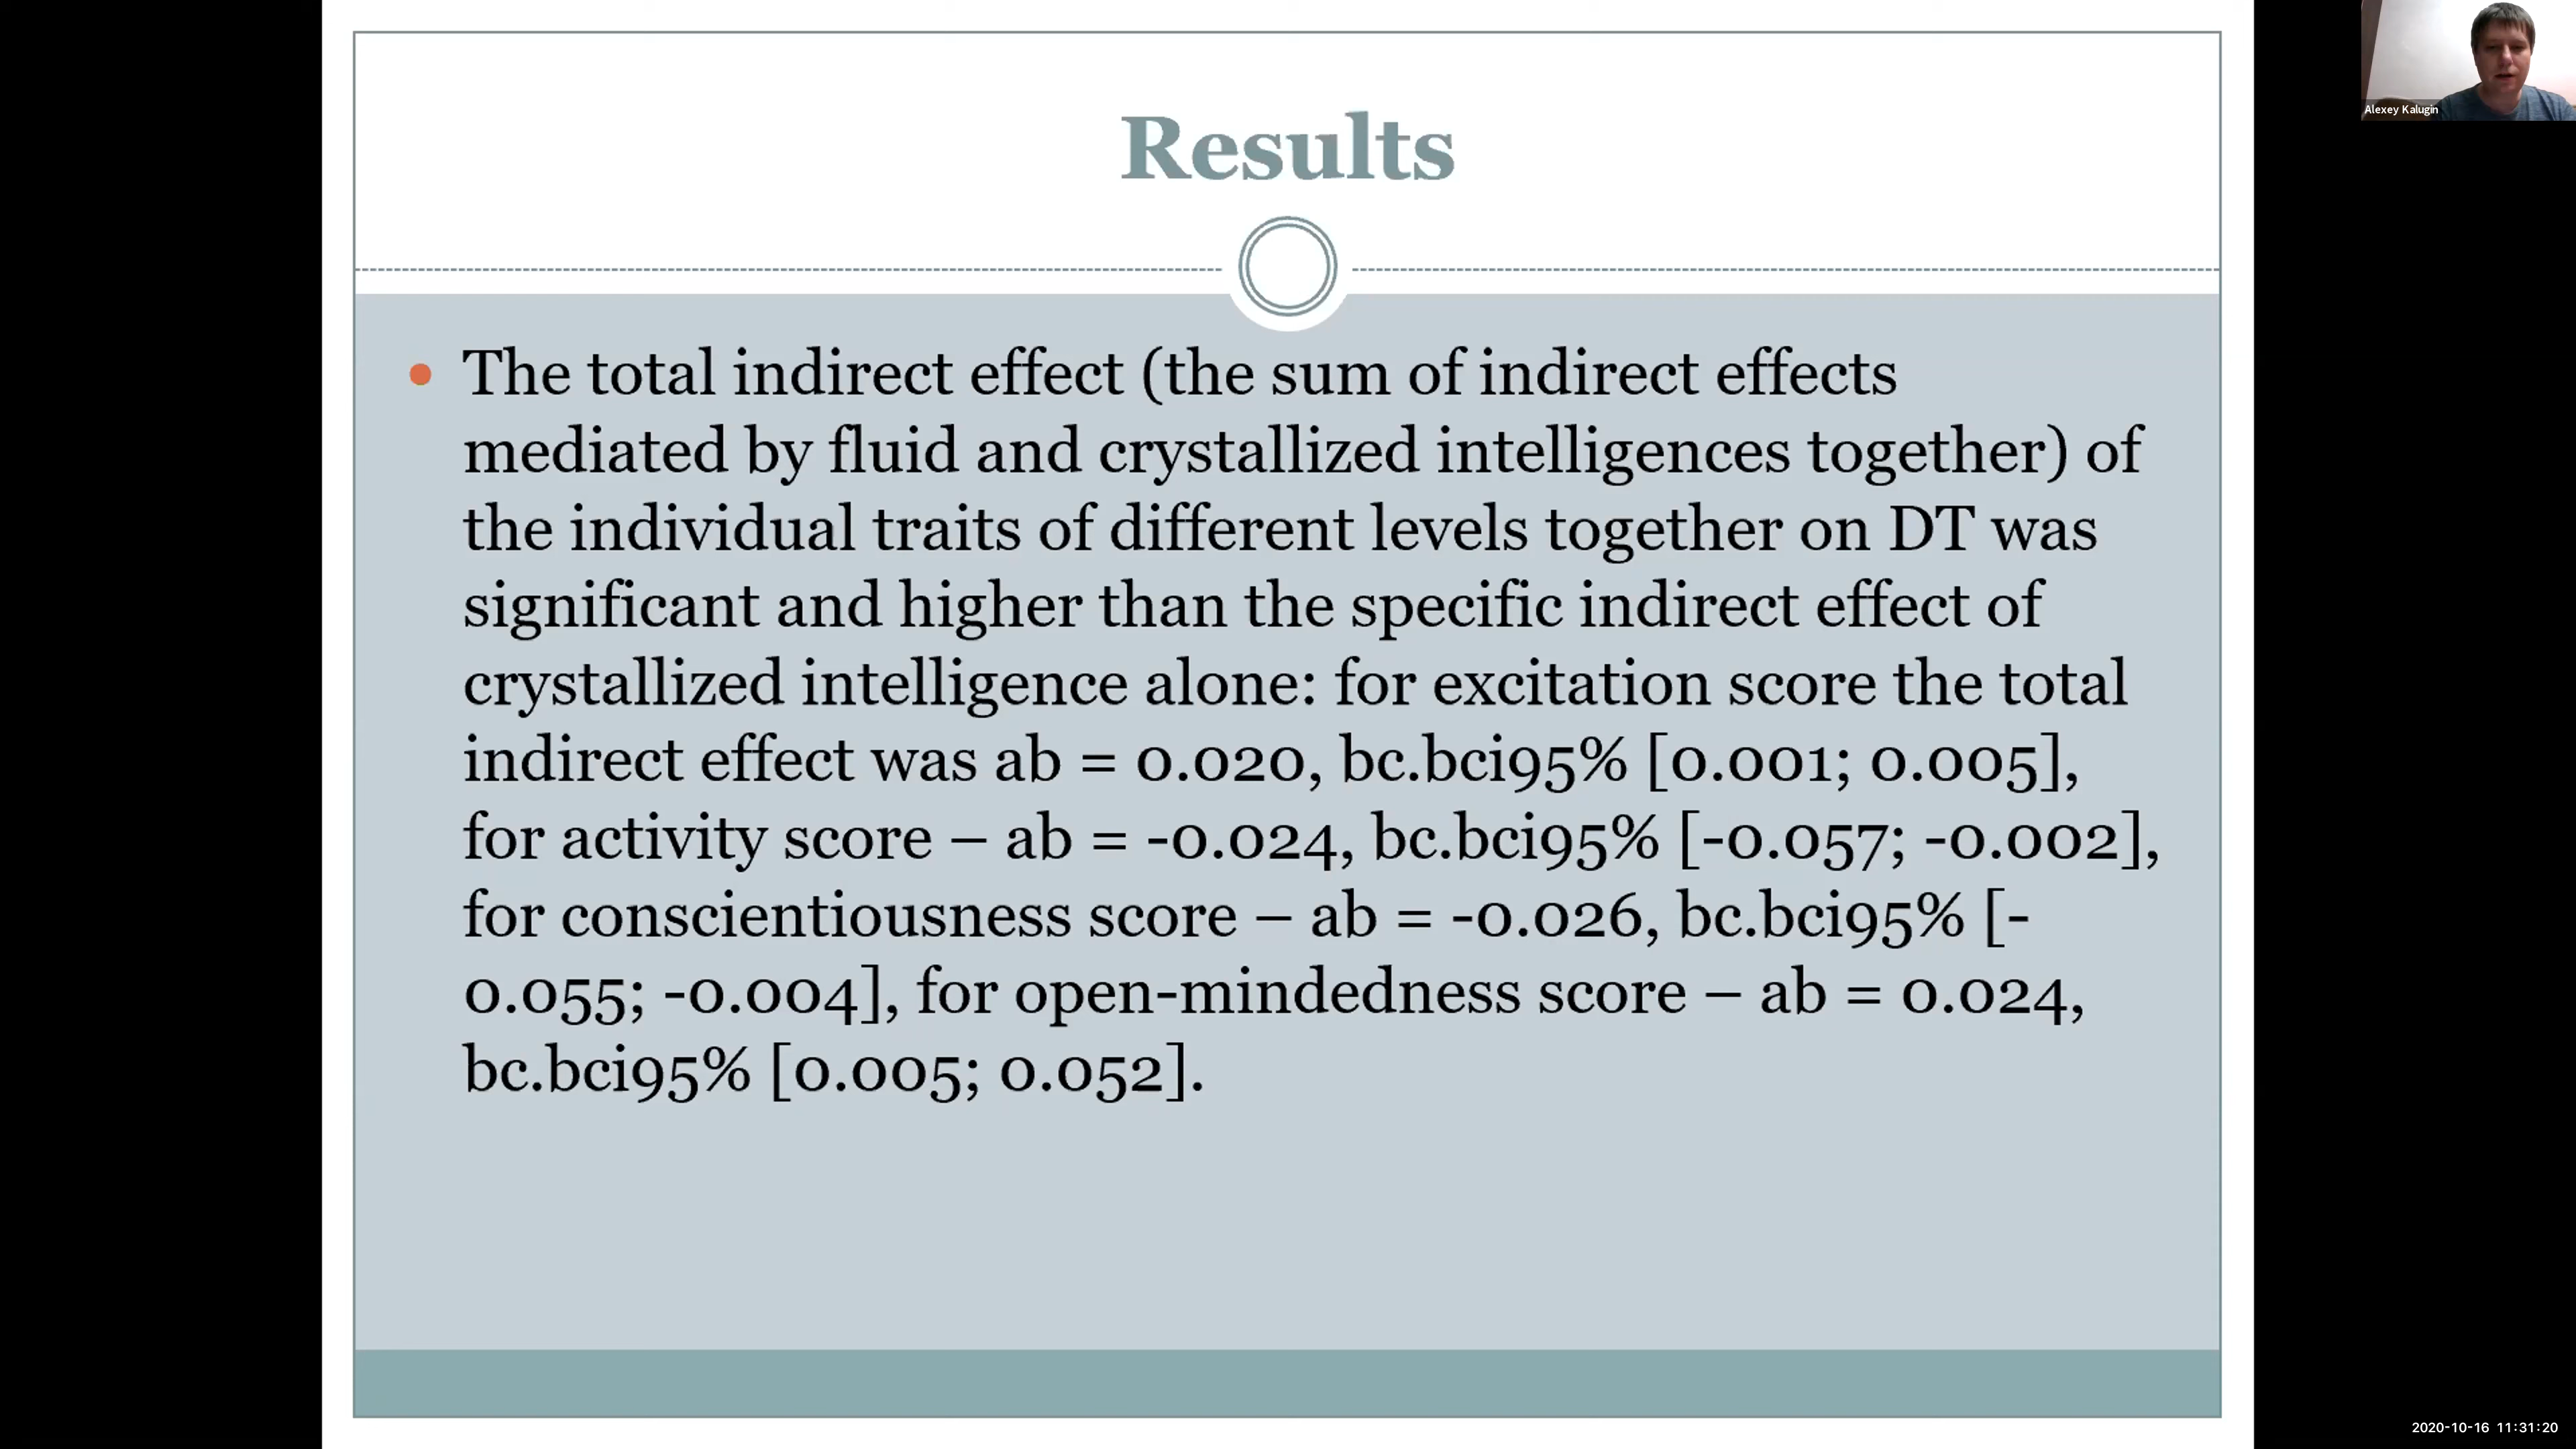 Alexey Kalugin
Results
• The total indirect effect (the sum of indirect effects
mediated by fluid and crystallized intelligences together) of
the individual traits of different levels together on DT was
significant and higher than the specific indirect effect of
crystallized intelligence alone: for excitation score the total
indirect effect was ab = 0.020, bc.bci95% [0.001; 0.005],
for activity score – ab = -0.024, bc.bci95% [-0.057; -0.002],
for conscientiousness score – ab = -0.026, bc.bci95% [-
0.055; -0.004], for open-mindedness score – ab = 0.024,
bc.bci95% [0.005; 0.052].
2020-10-16 11:31:20